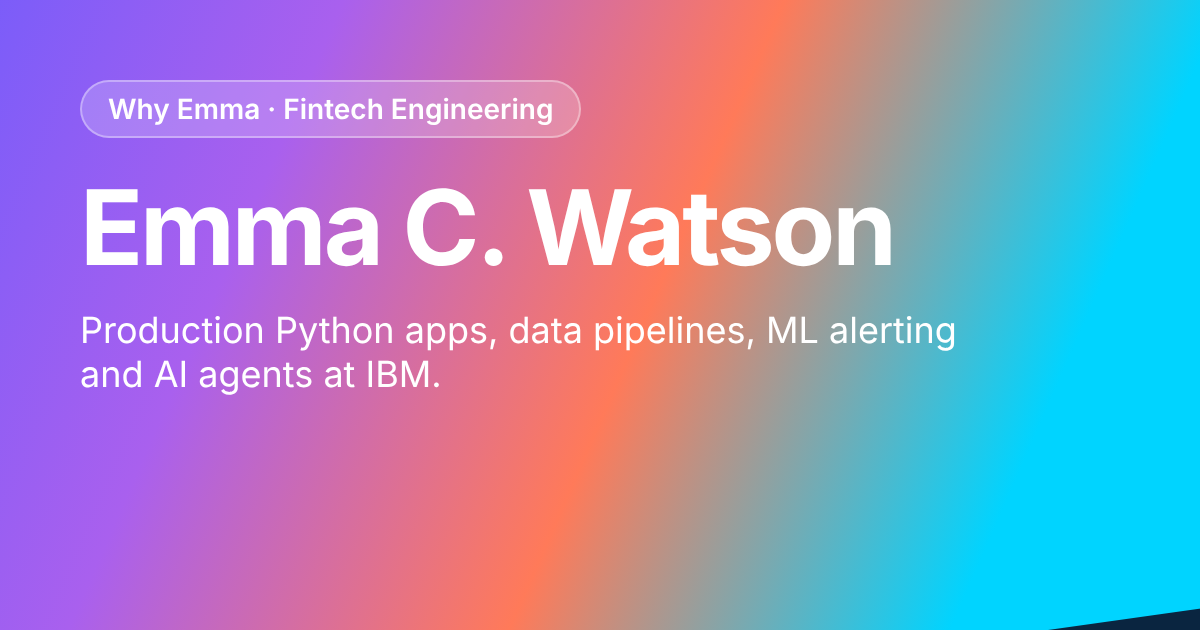 Why Emma · Fintech Engineering
Emma C. Watson
Production Python apps, data pipelines, ML alerting
and AI agents at IBM.